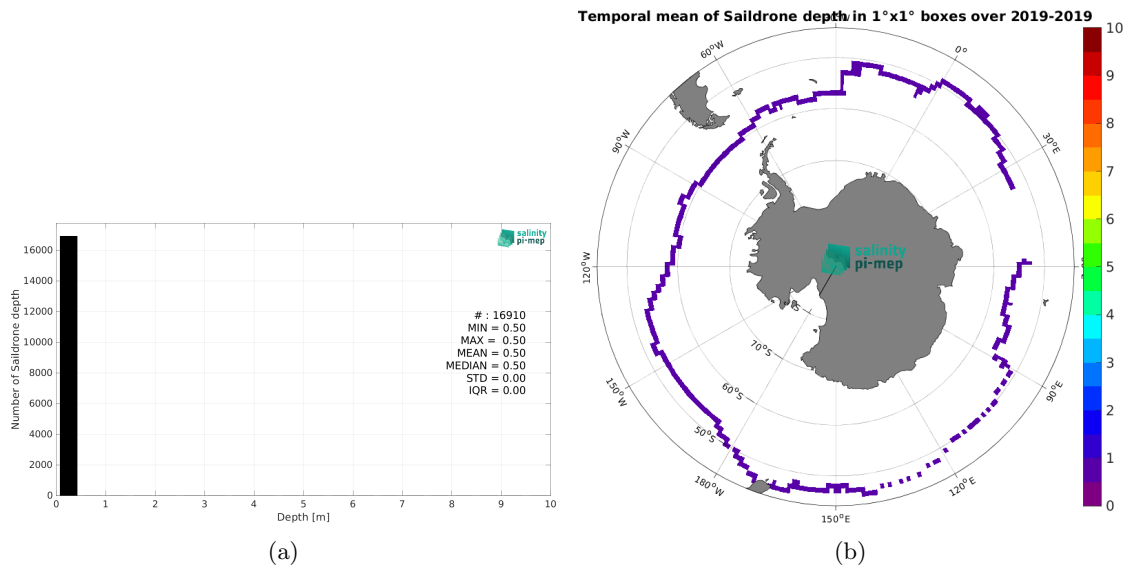 Temporal mean of Saildrone depth in 1°x1° boxes over 2019-2019
60°W
0°
30°E
90°W
120°W
150°W
180°W
150°E
120°E
90°E
70°S
60°S
50°S
salinity
pi-mep
10
9
8
7
6
5
4
3
2
1
0
Number of Saildrone depth
16000
14000
12000
10000
8000
6000
4000
2000
0
salinity
pi-mep
# : 16910
MIN = 0.50
MAX = 0.50
MEAN = 0.50
MEDIAN = 0.50
STD = 0.00
IQR = 0.00
1 2 3 4 5 6 7 8 9 10
Depth [m]
(a)
(b)